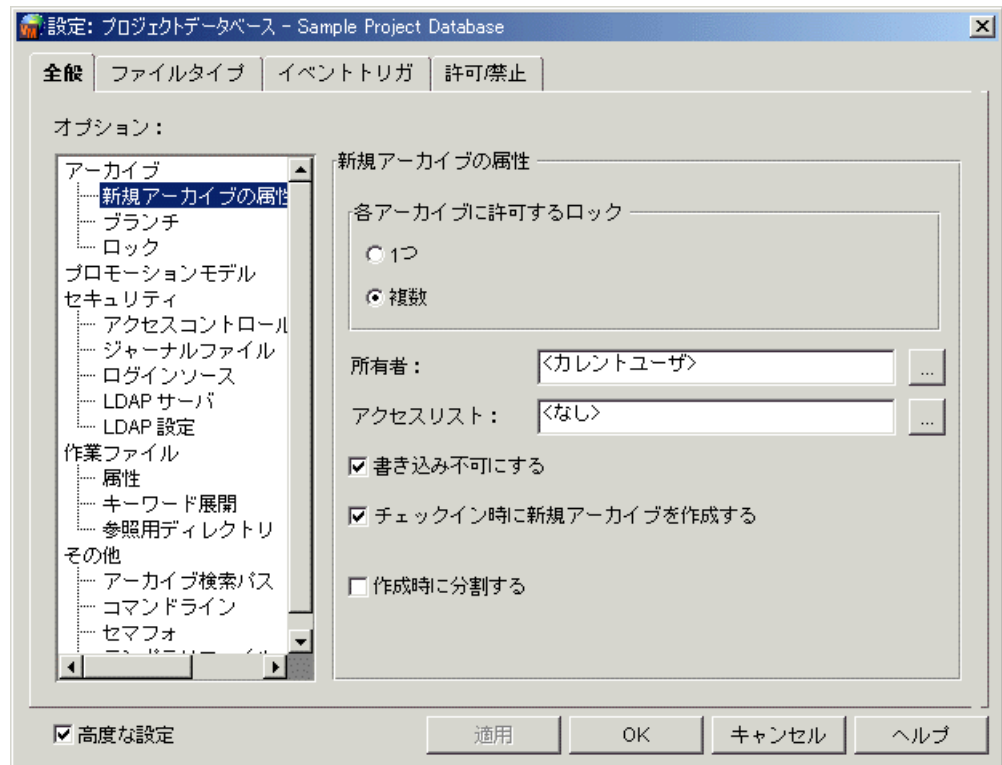 設定: プロジェクトデータベース – Sample Project Database
全般 ファイルタイプ イベントトリガ 許可/禁止
オプション：
アーカイブ
新規アーカイブの属性
ブランチ
ロック
プロモーションモデル
セキュリティ
アクセスコントロール
ジャーナルファイル
ログインソース
LDAP サーバ
LDAP 設定
作業ファイル
属性
キーワード展開
参照用ディレクトリ
その他
アーカイブ検索パス
コマンドライン
セマフォ
新規アーカイブの属性
各アーカイブに許可するロック
1つ
複数
所有者： <カレントユーザ> ...
アクセスリスト： <なし> ...
書き込み不可にする
チェックイン時に新規アーカイブを作成する
作成時に分割する
高度な設定 適用 OK キャンセル ヘルプ